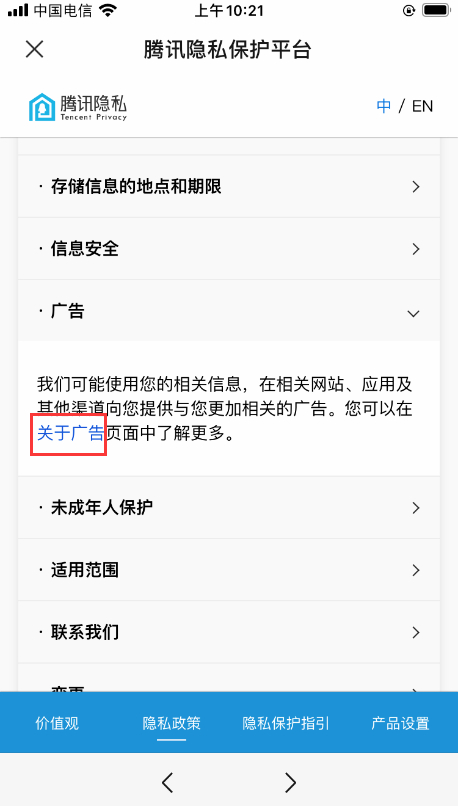 中国电信
上午10:21
腾讯隐私保护平台
腾讯隐私
Tencent Privacy
中 / EN
· 存储信息的地点和期限
· 信息安全
· 广告
我们可能使用您的相关信息，在相关网站、应用及
其他渠道向您提供与您更加相关的广告。您可以在
关于广告页面中了解更多。
· 未成年人保护
· 适用范围
· 联系我们
价值观
隐私政策
隐私保护指引
产品设置